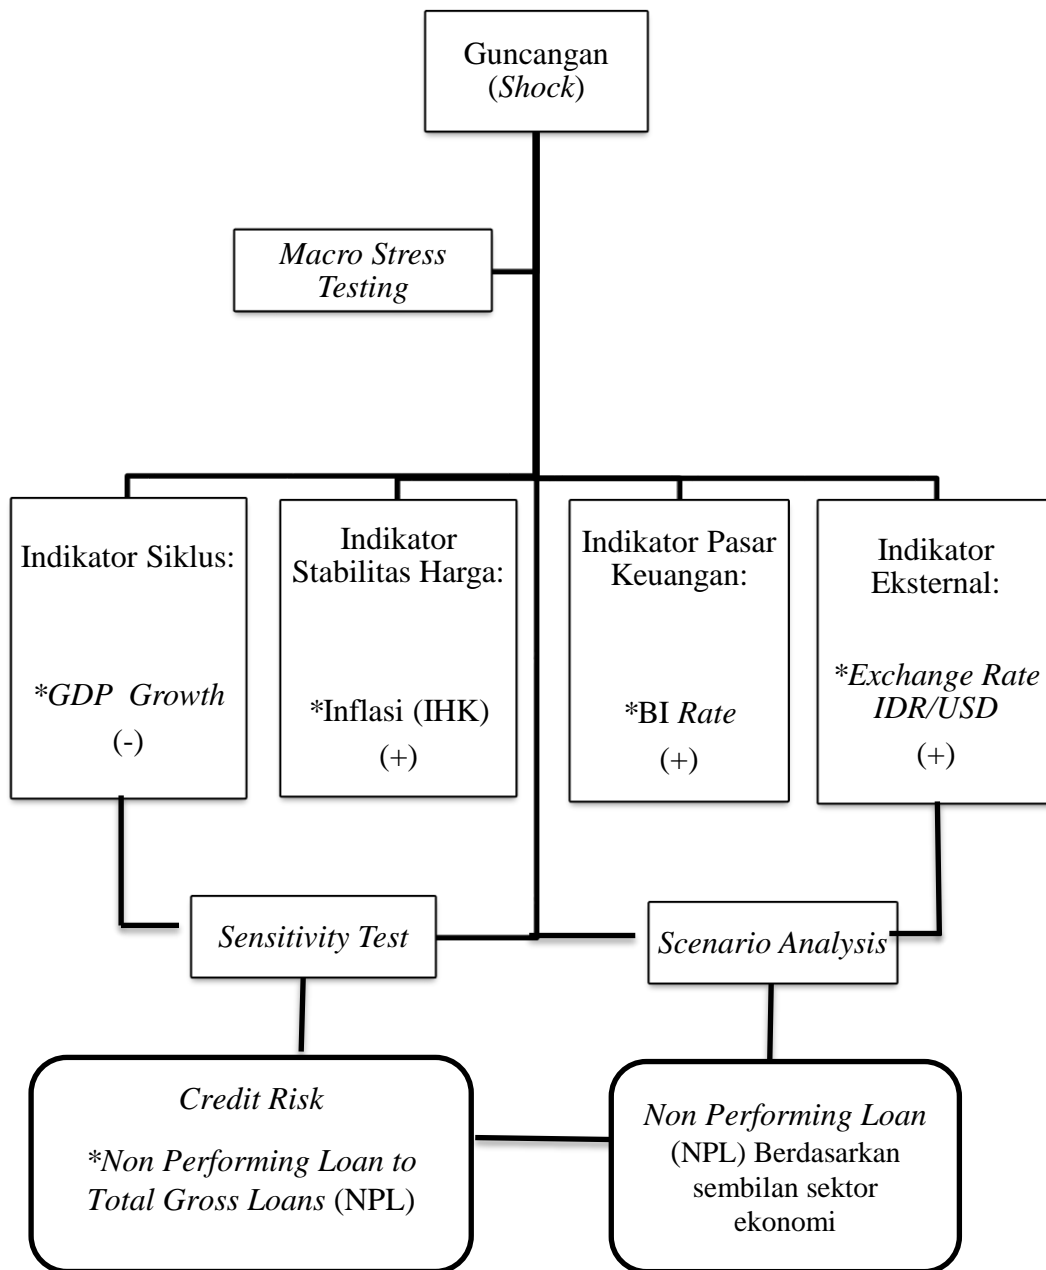 Guncangan
(Shock)
Macro Stress
Testing
Indikator Siklus:
*GDP Growth
(-)
Indikator
Stabilitas Harga:
*Inflasi (IHK)
(+)
Indikator Pasar
Keuangan:
*BI Rate
(+)
Indikator
Eksternal:
*Exchange Rate
IDR/USD
(+)
Sensitivity Test
Scenario Analysis
Credit Risk
*Non Performing Loan to
Total Gross Loans (NPL)
Non Performing Loan
(NPL) Berdasarkan
sembilan sektor
ekonomi